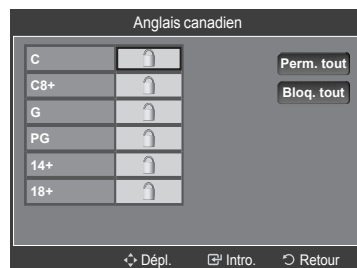 Anglais canadien
C
Perm. tout
C8+
Bloq. tout
G
PG
14+
18+
Dépl. Intro. Retour